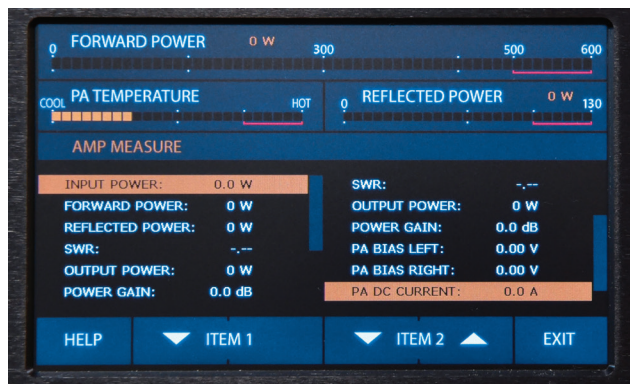 FORWARD POWER 0 W
0 300 500 600
PA TEMPERATURE
COOL HOT
REFLECTED POWER 0 W
0 130
AMP MEASURE
INPUT POWER: 0.0 W
FORWARD POWER: 0 W
REFLECTED POWER: 0 W
SWR: -.--
OUTPUT POWER: 0 W
POWER GAIN: 0.0 dB
SWR: -.--
OUTPUT POWER: 0 W
POWER GAIN: 0.0 dB
PA BIAS LEFT: 0.00 V
PA BIAS RIGHT: 0.00 V
PA DC CURRENT: 0.0 A
HELP ITEM 1 ITEM 2 EXIT